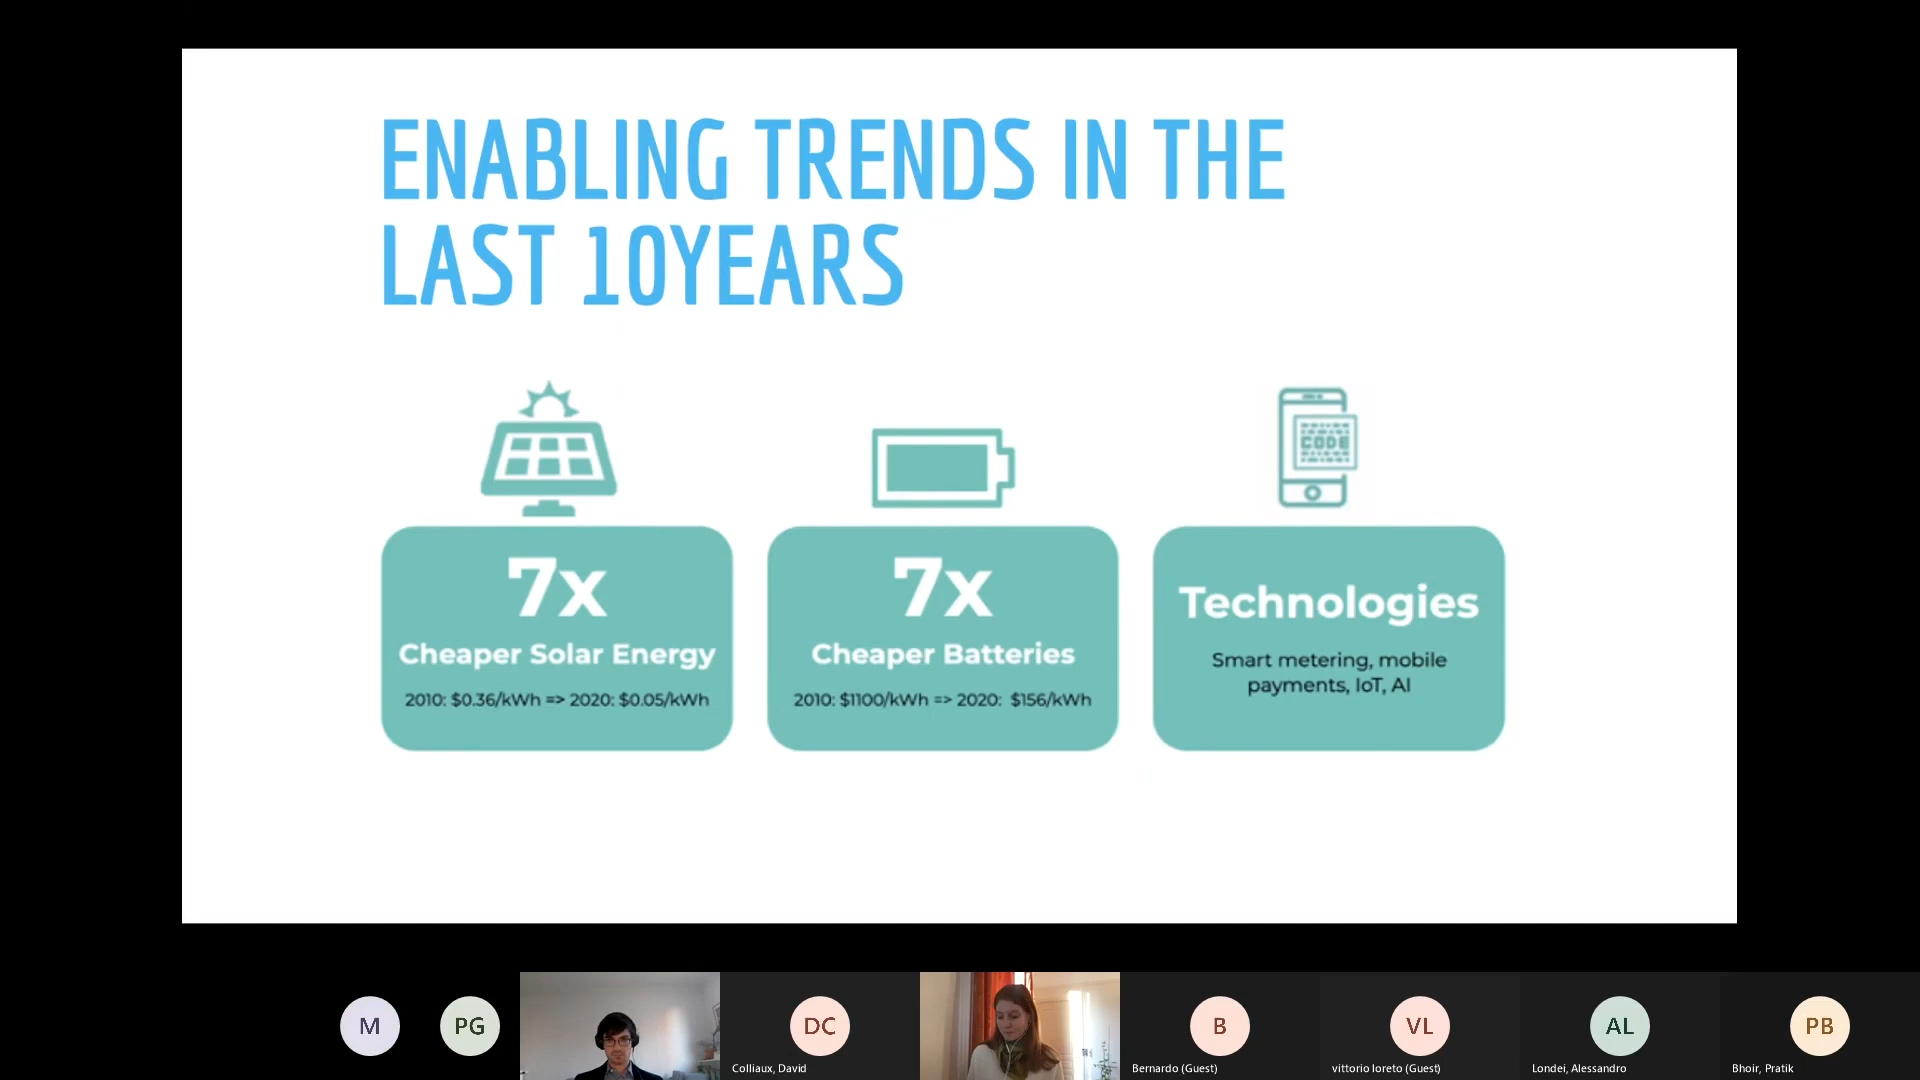 ENABLING TRENDS IN THE
LAST 10YEARS
CODE
7x
Cheaper Solar Energy
2010: $0.36/kWh => 2020: $0.05/kWh
7x
Cheaper Batteries
2010: $1100/kWh => 2020: $156/kWh
Technologies
Smart metering, mobile
payments, IoT, AI
M
PG
DC
Colliaux, David
B
Bernardo (Guest)
VL
vittorio loreto (Guest)
AL
Londei, Alessandro
PB
Bhoir, Pratik